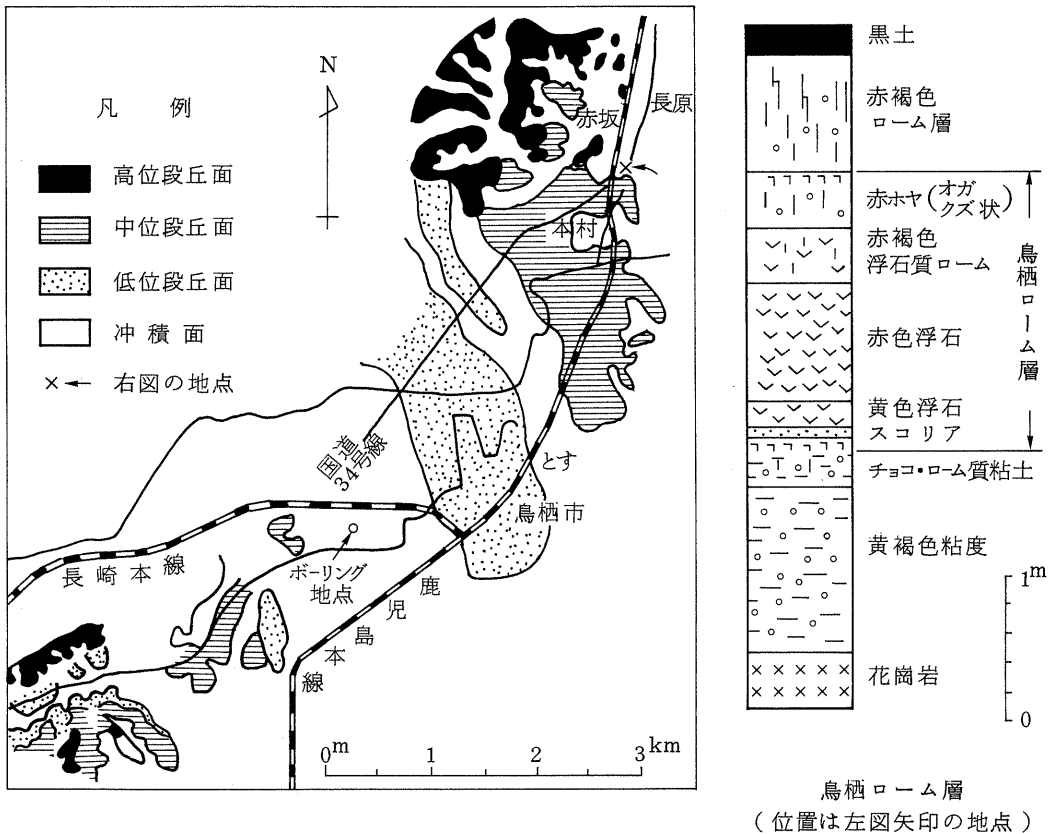 凡 例
高位段丘面
中位段丘面
低位段丘面
沖積面
×← 右図の地点
N
赤坂
長原
本村
国道
34号線
とす
鳥栖市
長崎本線
ボーリング
地点
鹿児島本線
0m 1 2 3km
黒土
赤褐色
ローム層
赤ホヤ(オガクズ状)
赤褐色
浮石質ローム
赤色浮石
黄色浮石
スコリア
チョコ・ローム質粘土
黄褐色粘度
花崗岩
鳥栖ローム層
1m
0
鳥栖ローム層
(位置は左図矢印の地点)